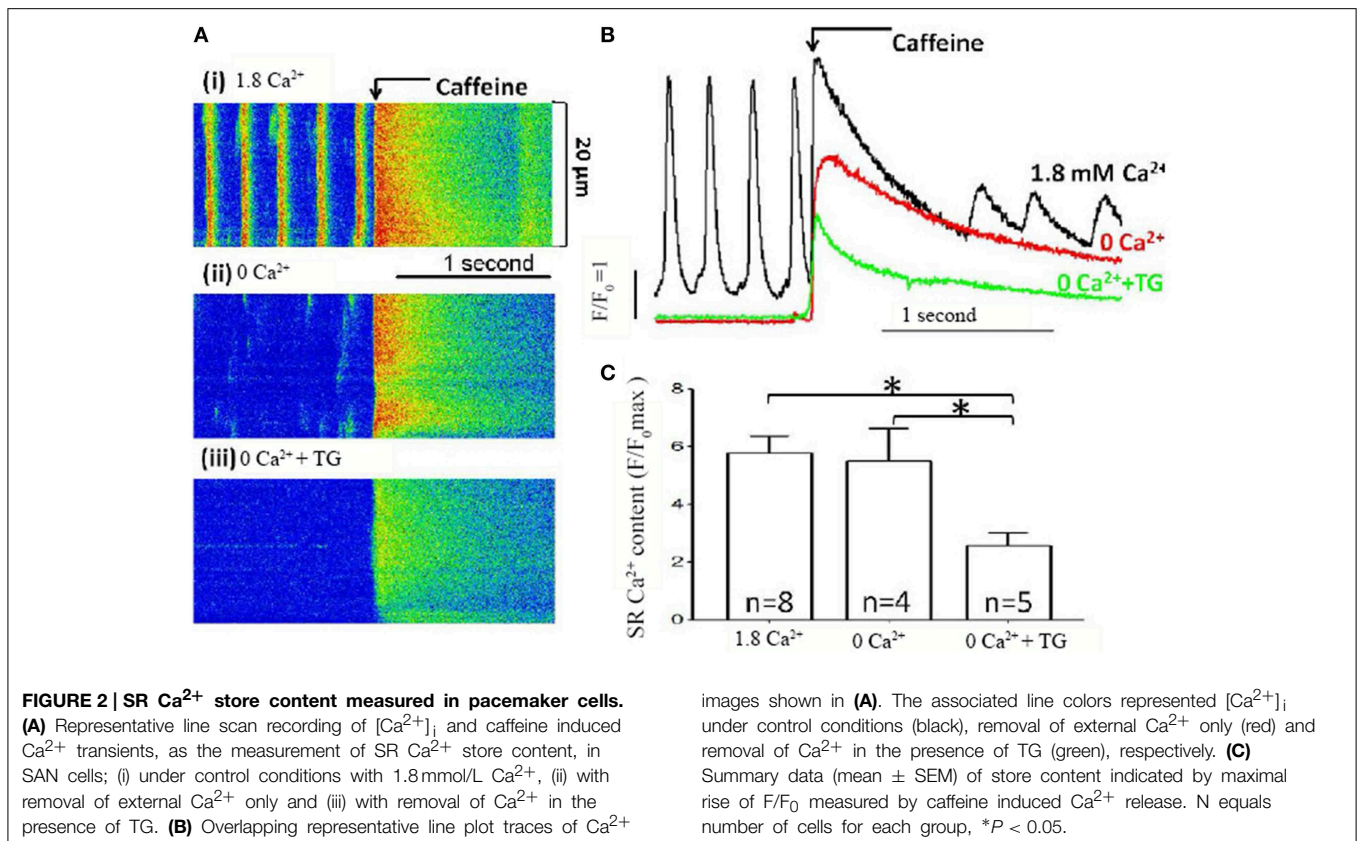 A
(i) 1.8 Ca²⁺
Caffeine
20 µm
(ii) 0 Ca²⁺
1 second
(iii) 0 Ca²⁺ + TG
B
Caffeine
1.8 mM Ca²⁺
0 Ca²⁺
0 Ca²⁺+TG
F/F₀ =1
1 second
C
SR Ca²⁺ content (F/F₀max )
8
6
4
2
0
*
*
n=8
n=4
n=5
1.8 Ca²⁺
0 Ca²⁺
0 Ca²⁺ + TG
FIGURE 2 | SR Ca²⁺ store content measured in pacemaker cells.
(A) Representative line scan recording of [Ca²⁺]ᵢ and caffeine induced
Ca²⁺ transients, as the measurement of SR Ca²⁺ store content, in
SAN cells; (i) under control conditions with 1.8 mmol/L Ca²⁺, (ii) with
removal of external Ca²⁺ only and (iii) with removal of Ca²⁺ in the
presence of TG. (B) Overlapping representative line plot traces of Ca²⁺
images shown in (A). The associated line colors represented [Ca²⁺]ᵢ
under control conditions (black), removal of external Ca²⁺ only (red) and
removal of Ca²⁺ in the presence of TG (green), respectively. (C)
Summary data (mean ± SEM) of store content indicated by maximal
rise of F/F₀ measured by caffeine induced Ca²⁺ release. N equals
number of cells for each group, *P < 0.05.